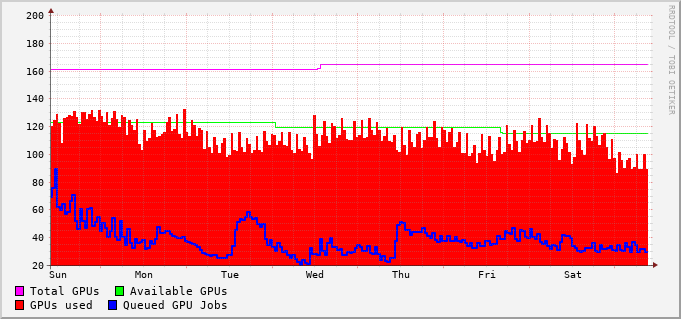 200
180
160
140
120
100
80
60
40
20
Sun Mon Tue Wed Thu Fri Sat
RRDTOOL / TOBI OETIKER
Total GPUs Available GPUs
GPUs used Queued GPU Jobs